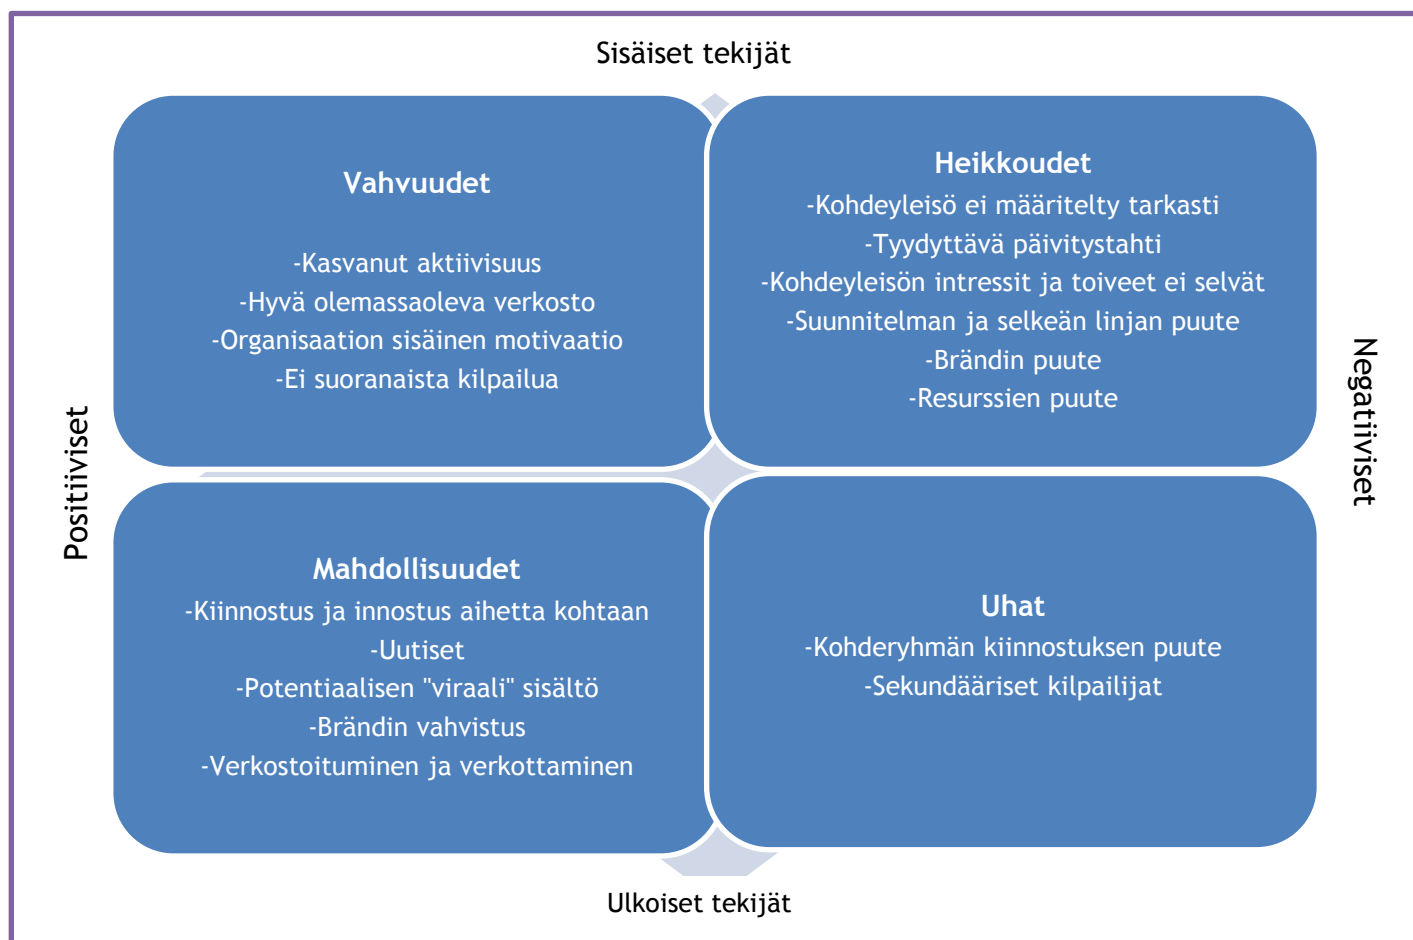 Sisäiset tekijät
Vahvuudet
-Kasvanut aktiivisuus
-Hyvä olemassaoleva verkosto
-Organisaation sisäinen motivaatio
-Ei suoranaista kilpailua
Heikkoudet
-Kohdeyleisö ei määritelty tarkasti
-Tyydyttävä päivitystahti
-Kohdeyleisön intressit ja toiveet ei selvät
-Suunnitelman ja selkeän linjan puute
-Brändin puute
-Resurssien puute
Positiiviset
Negatiiviset
Mahdollisuudet
-Kiinnostus ja innostus aihetta kohtaan
-Uutiset
-Potentiaalisen "viraali" sisältö
-Brändin vahvistus
-Verkostoituminen ja verkottaminen
Uhat
-Kohderyhmän kiinnostuksen puute
-Sekundääriset kilpailijat
Ulkoiset tekijät